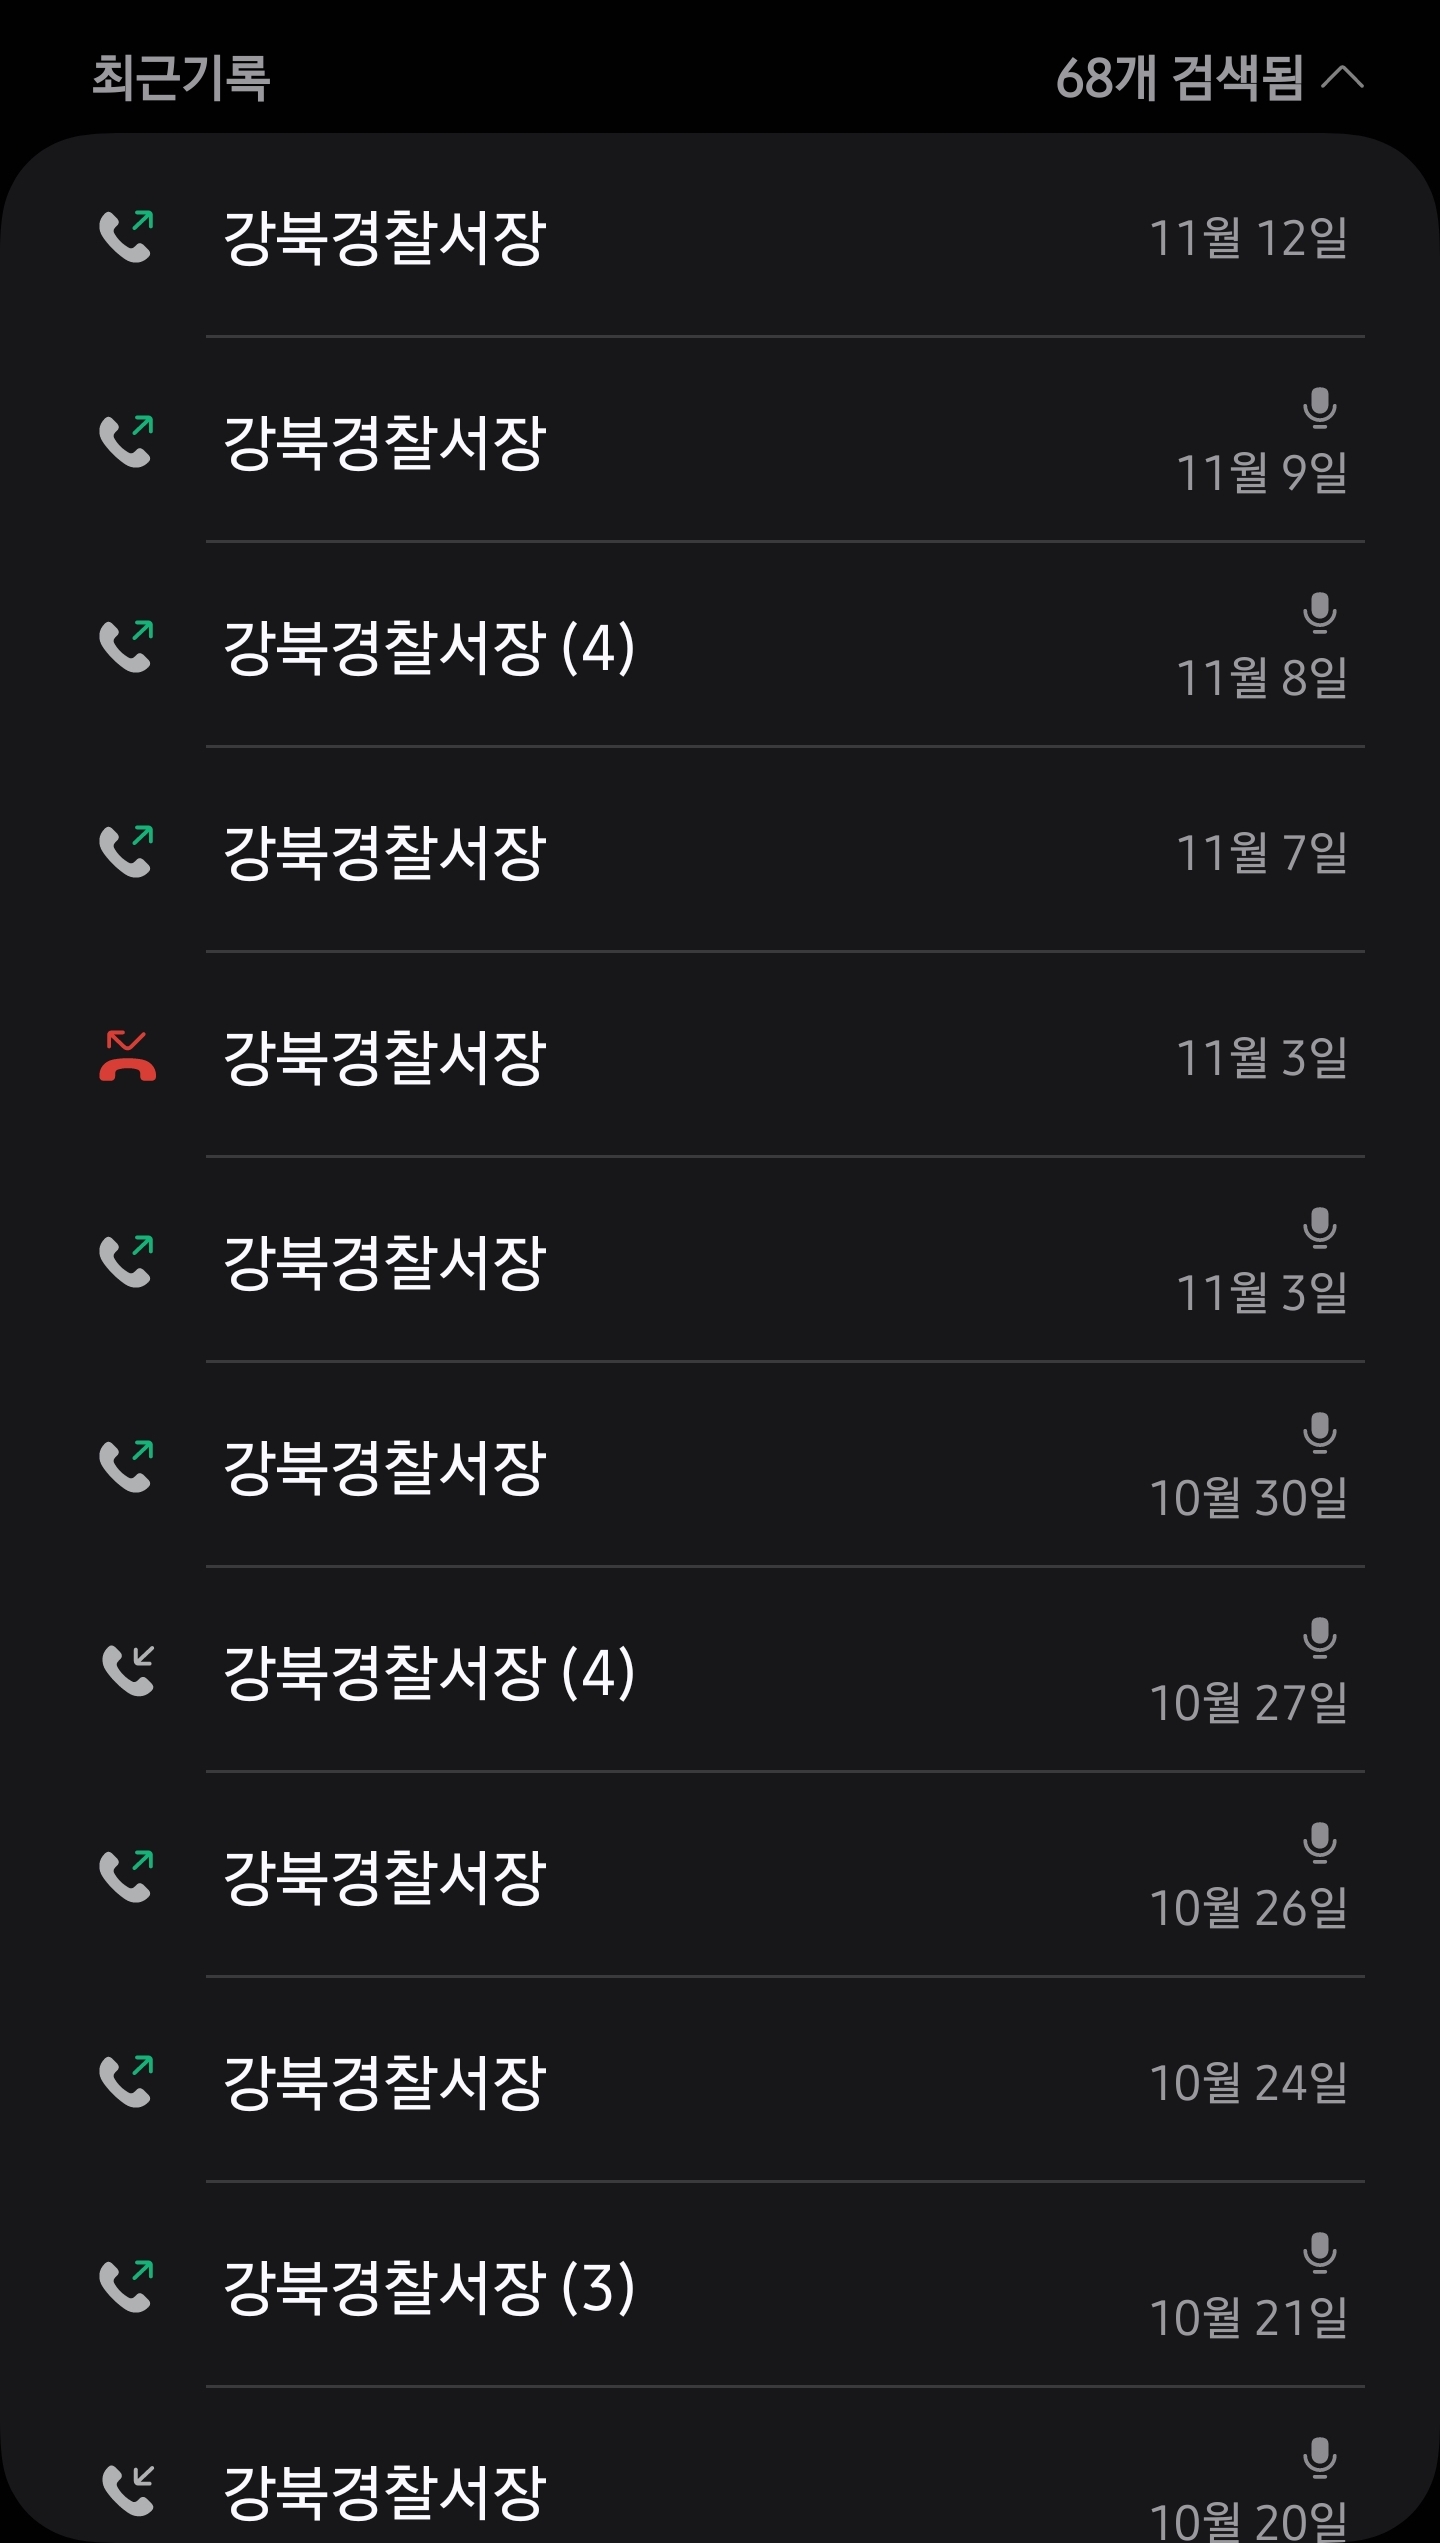 최근기록 68개 검색됨
강북경찰서장 11월 12일
강북경찰서장 11월 9일
강북경찰서장 (4) 11월 8일
강북경찰서장 11월 7일
강북경찰서장 11월 3일
강북경찰서장 11월 3일
강북경찰서장 10월 30일
강북경찰서장 (4) 10월 27일
강북경찰서장 10월 26일
강북경찰서장 10월 24일
강북경찰서장 (3) 10월 21일
강북경찰서장 10월 20일